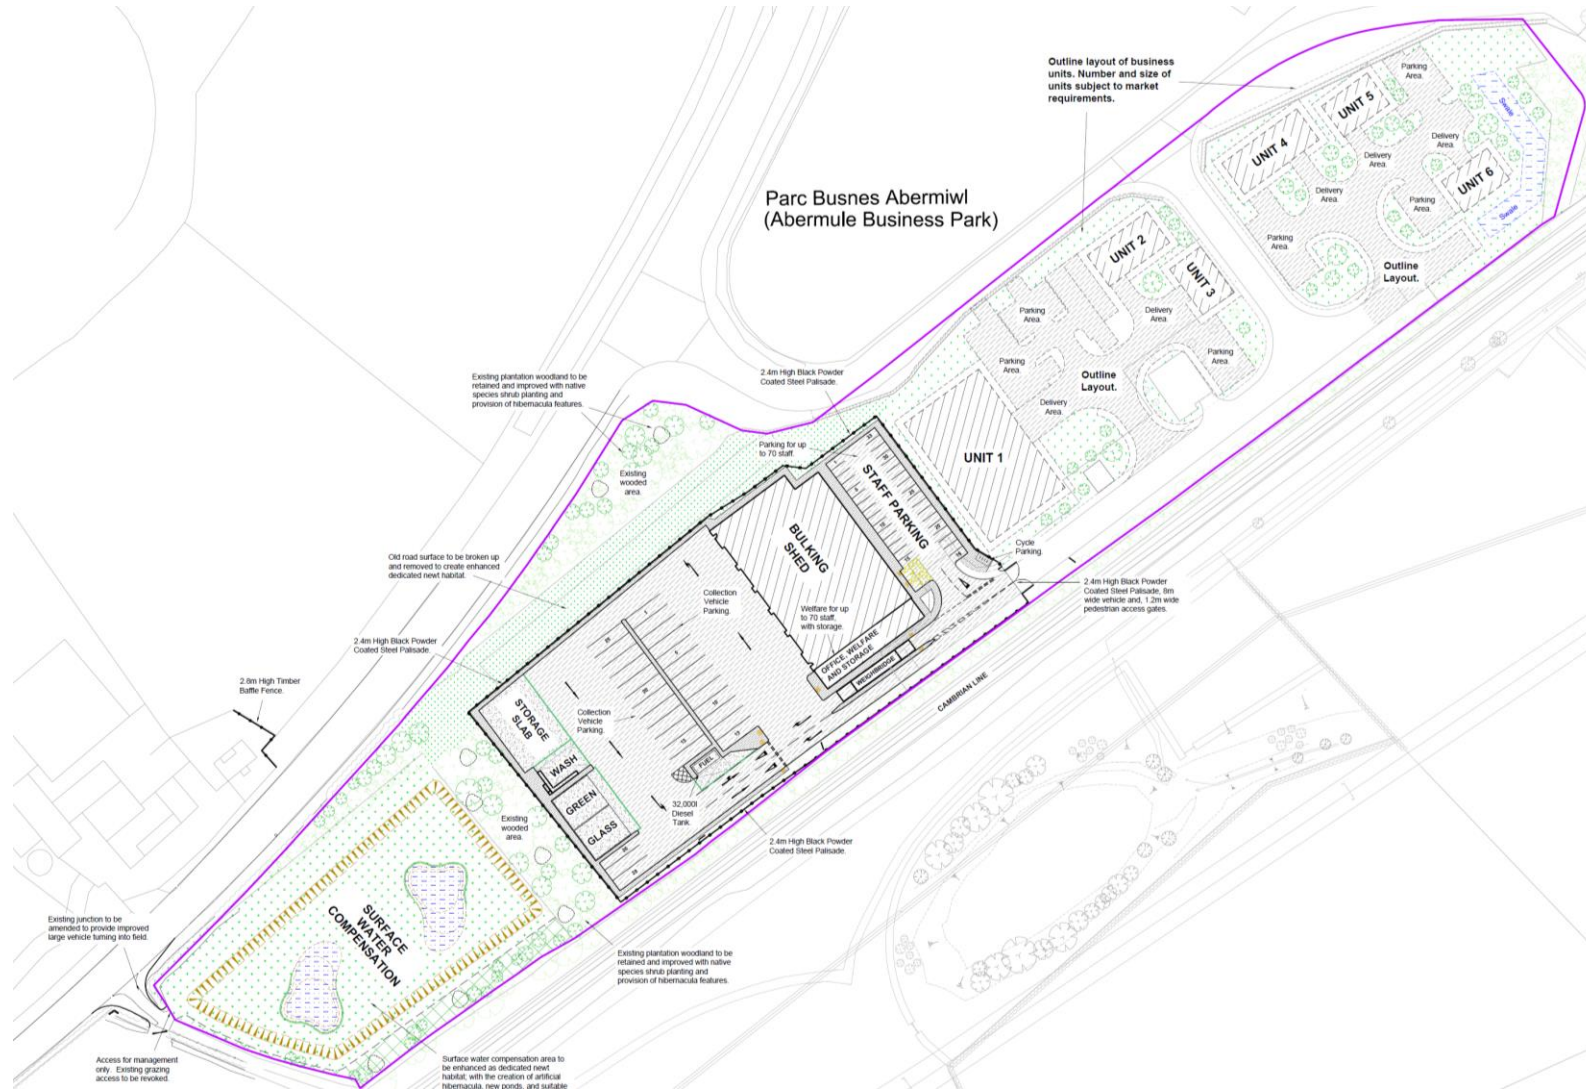 Outline layout of business
units. Number and size of
units subject to market
requirements.
Parking
Area.
UNIT 5
Swale
UNIT 4
Delivery
Area.
Delivery
Area.
UNIT 6
Delivery
Area.
Parking
Area.
Swale
Parking
Area.
Outline
Layout.
Parc Busnes Abermiwl
(Abermule Business Park)
UNIT 2
UNIT 3
Parking
Area.
Delivery
Area.
Parking
Area.
Parking
Area.
Outline
Layout.
Delivery
Area.
UNIT 1
2.4m High Black Powder
Coated Steel Palisade.
Existing plantation woodland to be
retained and improved with native
species shrub planting and
provision of hibernacula features.
Parking for up
to 70 staff.
STAFF PARKING
Existing
wooded
area.
BULKING
SHED
Cycle
Parking.
Old road surface to be broken up
and removed to create enhanced
dedicated newt habitat.
2.4m High Black Powder
Coated Steel Palisade, 8m
wide vehicle and, 1.2m wide
pedestrian access gates.
Collection
Vehicle
Parking.
Welfare for up
to 70 staff,
with storage.
OFFICE, WELFARE
AND STORAGE
WEIGHBRIDGE
2.4m High Black Powder
Coated Steel Palisade.
CAMBRIAN LINE
2.8m High Timber
Baffle Fence.
STORAGE
SLAB
Collection
Vehicle
Parking.
WASH
FUEL
GREEN
GLASS
32,000l
Diesel
Tank.
Existing
wooded
area.
2.4m High Black Powder
Coated Steel Palisade.
SURFACE
WATER
COMPENSATION
Existing junction to be
amended to provide improved
large vehicle turning into field.
Existing plantation woodland to be
retained and improved with native
species shrub planting and
provision of hibernacula features.
Access for management
only. Existing grazing
access to be revoked.
Surface water compensation area to
be enhanced as dedicated newt
habitat; with the creation of artificial
hibernacula, new ponds, and suitable